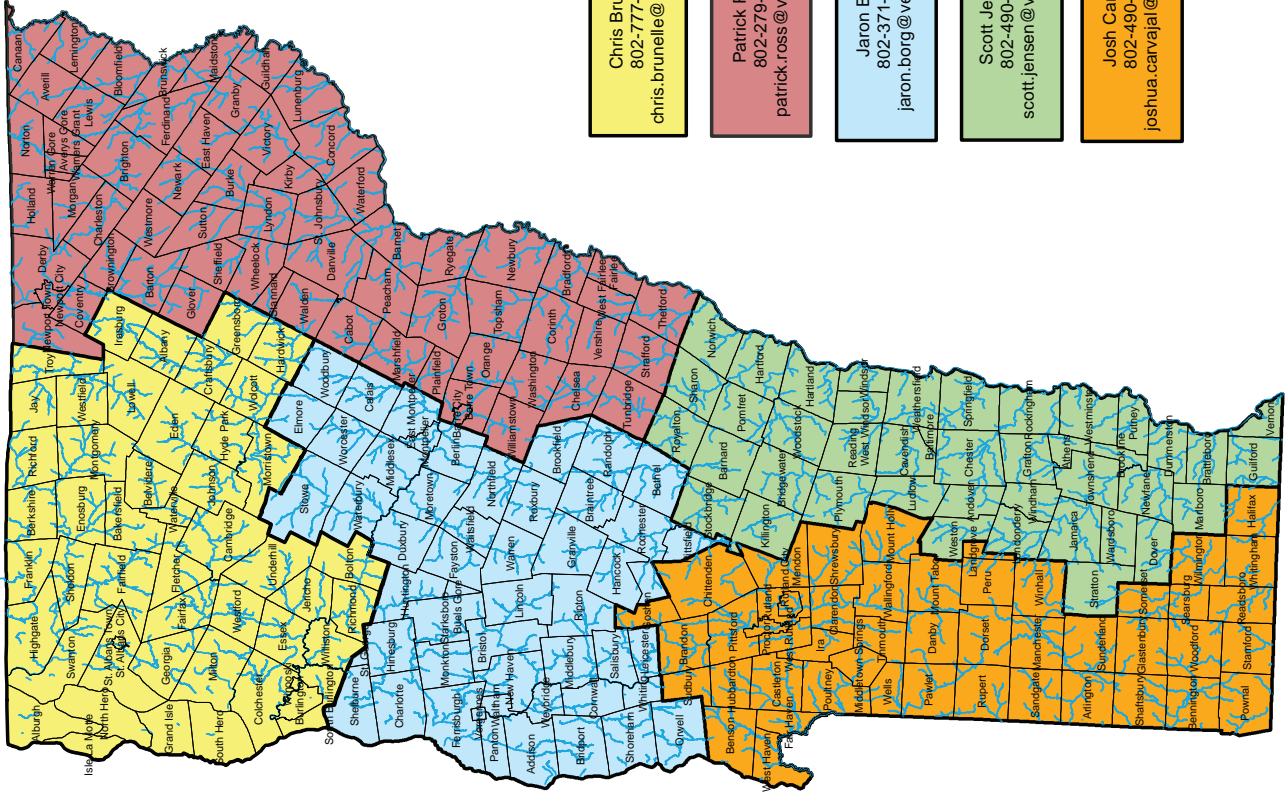 Canaan
Lemington
Averill
Bloomfield
Lewis
Norton
Warren Gore
Averys Gore
Warners Grant
Brunswick
Ferdinand
Maidstone
Guildhall
Granby
Lunenburg
Victory
East Haven
Brighton
Morgan
Holland
Charleston
Newark
Burke
Kirby
Concord
Westmore
Sutton
Lyndon
St. Johnsbury
Waterford
Derby
Newport City
Newport Town
Coventry
Brownington
Barton
Glover
Sheffield
Wheelock
Stannard
Danville
Walden
Barnet
Peacham
Cabot
Ryegate
Groton
Marshfield
Plainfield
Newbury
Topsham
Orange
Barre City
Barre Town
Bradford
Corinth
Washington
Williamstown
West Fairlee
Fairlee
Vershire
Chelsea
Thetford
Strafford
Tunbridge
Troy
Irasburg
Albany
Greensboro
Craftsbury
Hardwick
Wolcott
Jay
Westfield
Lowell
Eden
Hyde Park
Morristown
Richford
Montgomery
Belvidere
Johnson
Waterville
Berkshire
Enosburg
Bakersfield
Cambridge
Franklin
Sheldon
Fairfield
Fletcher
Underhill
Highgate
Swanton
St. Albans Town
St. Albans City
Fairfax
Westford
Jericho
Bolton
Georgia
Milton
Essex
Richmond
Williston
Colchester
Burlington
South Burlington
Alburgh
Isle La Motte
North Hero
Grand Isle
South Hero
Woodbury
Elmore
Calais
Worcester
East Montpelier
Montpelier
Stowe
Middlesex
Berlin
Waterbury
Moretown
Northfield
Brookfield
Randolph
Duxbury
Waitsfield
Roxbury
Braintree
Bethel
Huntington
Fayston
Buels Gore
Warren
Granville
Rochester
Pittsfield
Hinesburg
Starksboro
Lincoln
Ripton
Hancock
Goshen
Shelburne
Charlotte
Monkton
Bristol
Middlebury
Salisbury
Leicester
Ferrisburgh
Vergennes
Waltham
Panton
New Haven
Weybridge
Cornwall
Whiting
Addison
Bridport
Shoreham
Orwell
Norwich
Sharon
Royalton
Hartford
Pomfret
Barnard
Stockbridge
Hartland
Woodstock
Bridgewater
Killington
Windsor
West Windsor
Reading
Plymouth
Weathersfield
Cavendish
Baltimore
Ludlow
Springfield
Chester
Andover
Weston
Rockingham
Grafton
Windham
Londonderry
Landgrove
Westminster
Athens
Townshend
Jamaica
Putney
Brookline
Newfane
Wardsboro
Stratton
Dummerston
Dover
Somerset
Brattleboro
Marlboro
Vernon
Guilford
Halifax
Wilmington
Whitingham
Searsburg
Readsboro
Chittenden
Mendon
Rutland City
Rutland
Proctor
West Rutland
Pittsford
Brandon
Sudbury
Hubbardton
Benson
Castleton
Fair Haven
West Haven
Shrewsbury
Mount Holly
Clarendon
Wallingford
Ira
Tinmouth
Middletown Springs
Poultney
Wells
Mount Tabor
Danby
Pawlet
Peru
Dorset
Rupert
Winhall
Manchester
Sandgate
Sunderland
Arlington
Glastenbury
Shaftsbury
Woodford
Bennington
Stamford
Pownal
Chris Bru
802-777-
chris.brunelle@
Patrick R
802-279-
patrick.ross@v
Jaron B
802-371-
jaron.borg@ve
Scott Je
802-490-
scott.jensen@v
Josh Car
802-490-
joshua.carvajal@